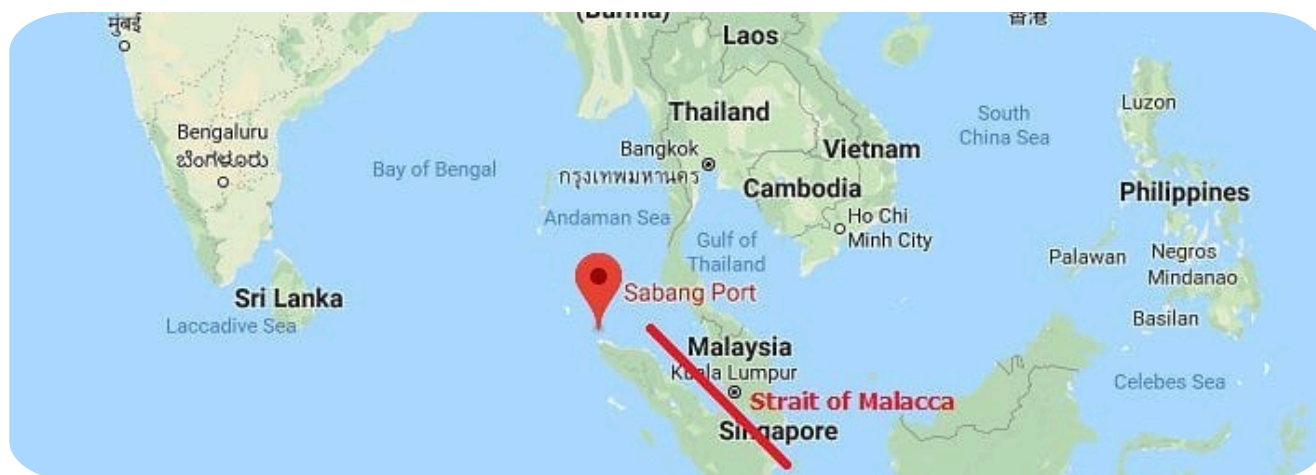 मुंबई
(Burma)
香港
Laos
Thailand
Luzon
South
China Sea
Bengaluru
ಬೆಂಗಳೂರು
Bangkok
กรุงเทพมหานคร
Vietnam
Bay of Bengal
Cambodia
Philippines
Andaman Sea
Ho Chi
Minh City
Gulf of
Thailand
Palawan
Negros
Mindanao
Sabang Port
Sri Lanka
Laccadive Sea
Basilan
Malaysia
Kuala Lumpur
Celebes Sea
Strait of Malacca
Singapore